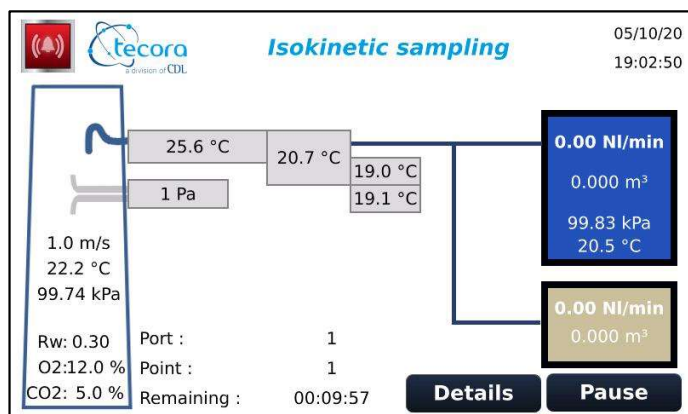 tecora
a division of CDL
Isokinetic sampling
05/10/20
19:02:50
25.6 °C
20.7 °C
19.0 °C
19.1 °C
1 Pa
1.0 m/s
22.2 °C
99.74 kPa
Rw: 0.30
O2:12.0 %
CO2: 5.0 %
Port : 1
Point : 1
Remaining : 00:09:57
0.00 Nl/min
0.000 m³
99.83 kPa
20.5 °C
0.00 Nl/min
0.000 m³
Details
Pause